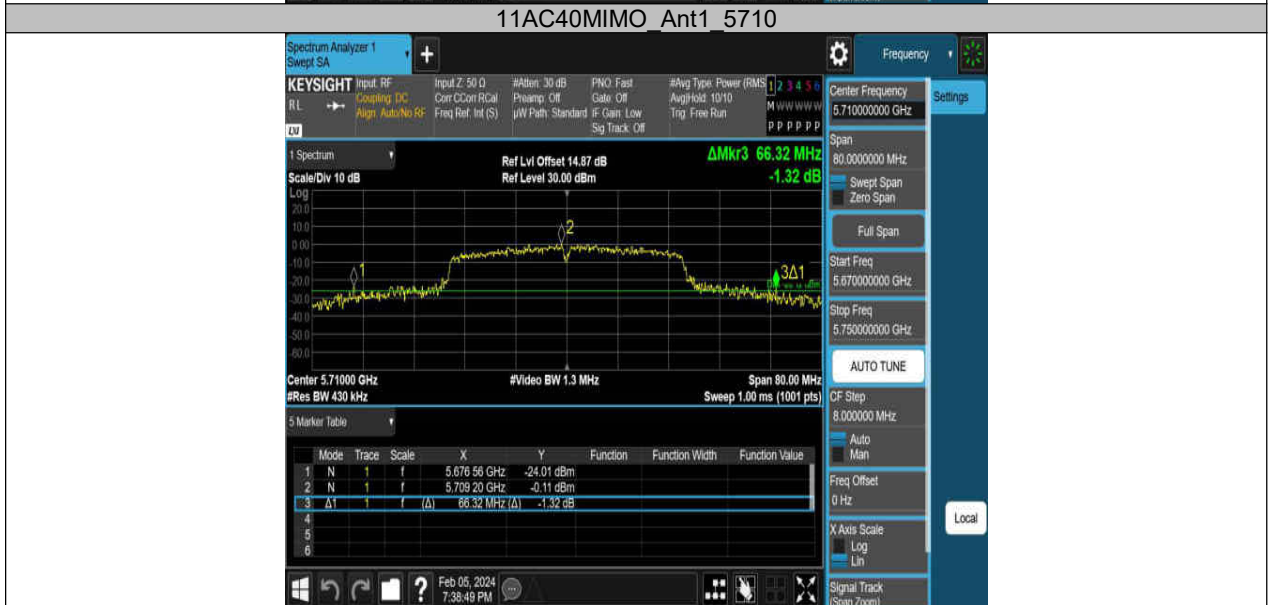 11AC40MIMO_Ant1_5710
Spectrum Analyzer 1
Swept SA
+
Frequency
KEYSIGHT
RL
LXI
Input: RF
Coupling: DC
Align: Auto/No RF
Input Z: 50 Ω
Corr CCorr RCal
Freq Ref: Int (S)
#Atten: 30 dB
Preamp: Off
µW Path: Standard
PNO: Fast
Gate: Off
IF Gain: Low
Sig Track: Off
#Avg Type: Power (RMS
Avg|Hold: 10/10
Trig: Free Run
1 2 3 4 5 6
M W W W W W
P P P P P P
Center Frequency
5.710000000 GHz
Settings
Span
80.0000000 MHz
Swept Span
Zero Span
Full Span
Start Freq
5.670000000 GHz
Stop Freq
5.750000000 GHz
AUTO TUNE
CF Step
8.000000 MHz
Auto
Man
Freq Offset
0 Hz
X Axis Scale
Log
Lin
Signal Track
(Span Zoom)
Local
1 Spectrum
Scale/Div 10 dB
Ref Lvl Offset 14.87 dB
Ref Level 30.00 dBm
ΔMkr3 66.32 MHz
-1.32 dB
Log
20.0
10.0
0.00
-10.0
-20.0
-30.0
-40.0
-50.0
-60.0
1
2
3Δ1
Center 5.71000 GHz
#Res BW 430 kHz
#Video BW 1.3 MHz
Span 80.00 MHz
Sweep 1.00 ms (1001 pts)
5 Marker Table
Mode Trace Scale X Y Function Function Width Function Value
1 N 1 f 5.676 56 GHz -24.01 dBm
2 N 1 f 5.709 20 GHz -0.11 dBm
3 Δ1 1 f (Δ) 66.32 MHz (Δ) -1.32 dB
4
5
6
?
Feb 05, 2024
7:38:49 PM